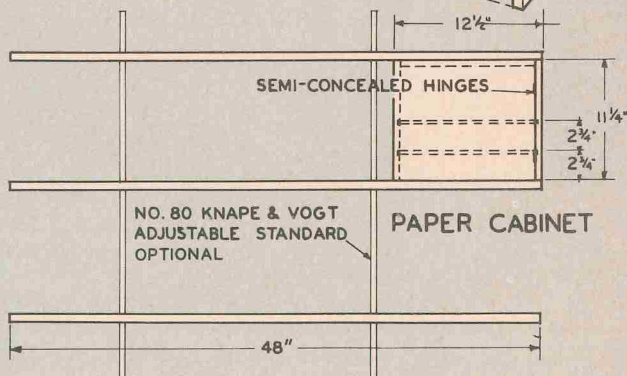 12½"
SEMI-CONCEALED HINGES
11¼"
2¾"
2¾"
NO. 80 KNAPE & VOGT
ADJUSTABLE STANDARD
OPTIONAL
PAPER CABINET
48"